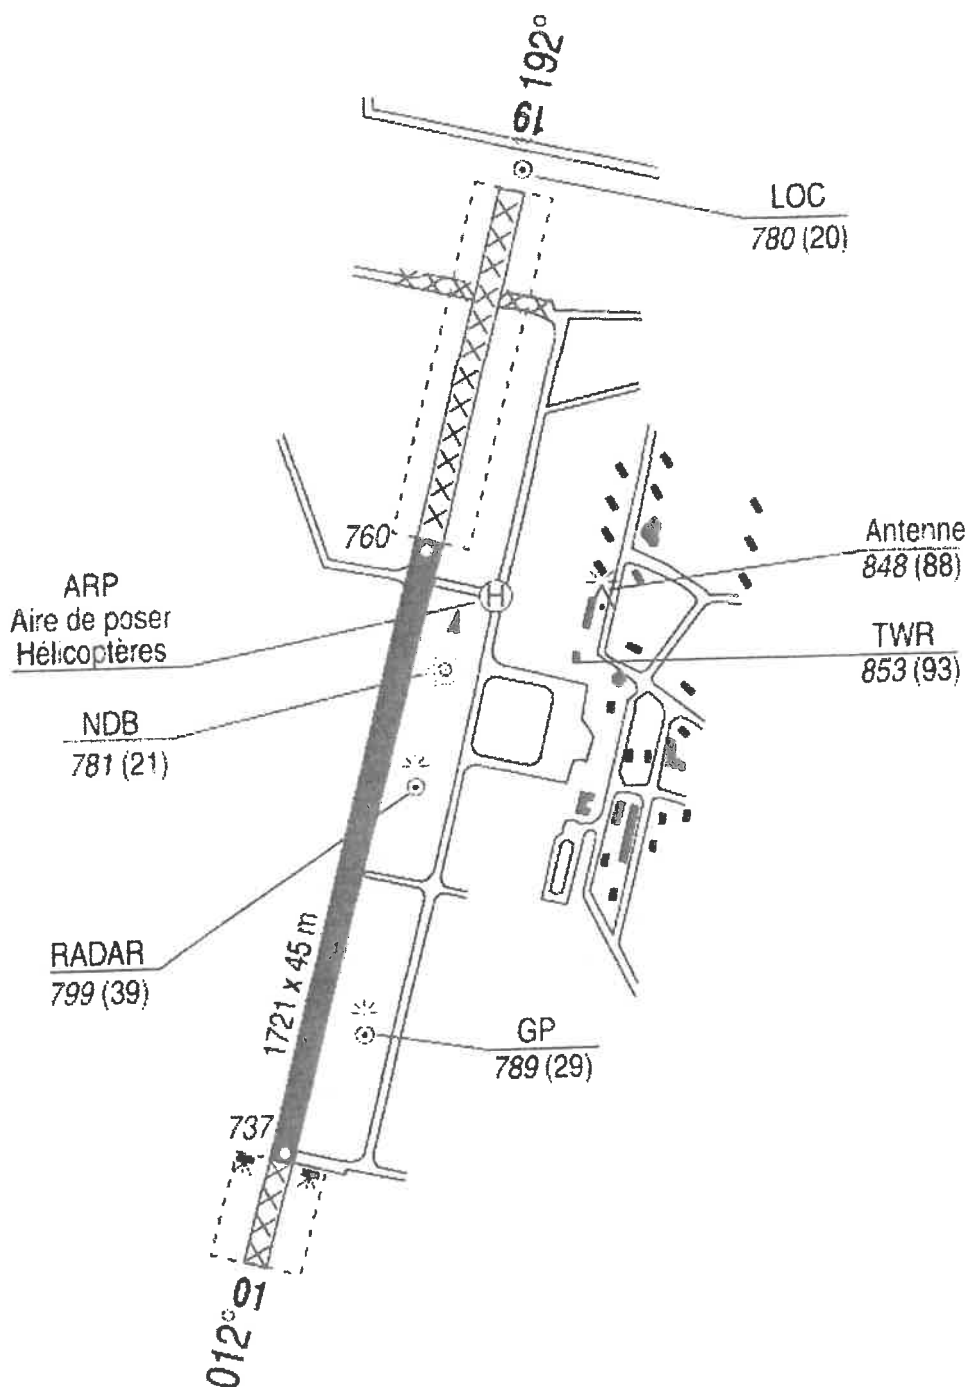 192°
19
LOC
780 (20)
760
Antenne
848 (88)
ARP
Aire de poser
Hélicoptères
H
TWR
853 (93)
NDB
781 (21)
RADAR
799 (39)
1721 x 45 m
GP
789 (29)
737
01
012°